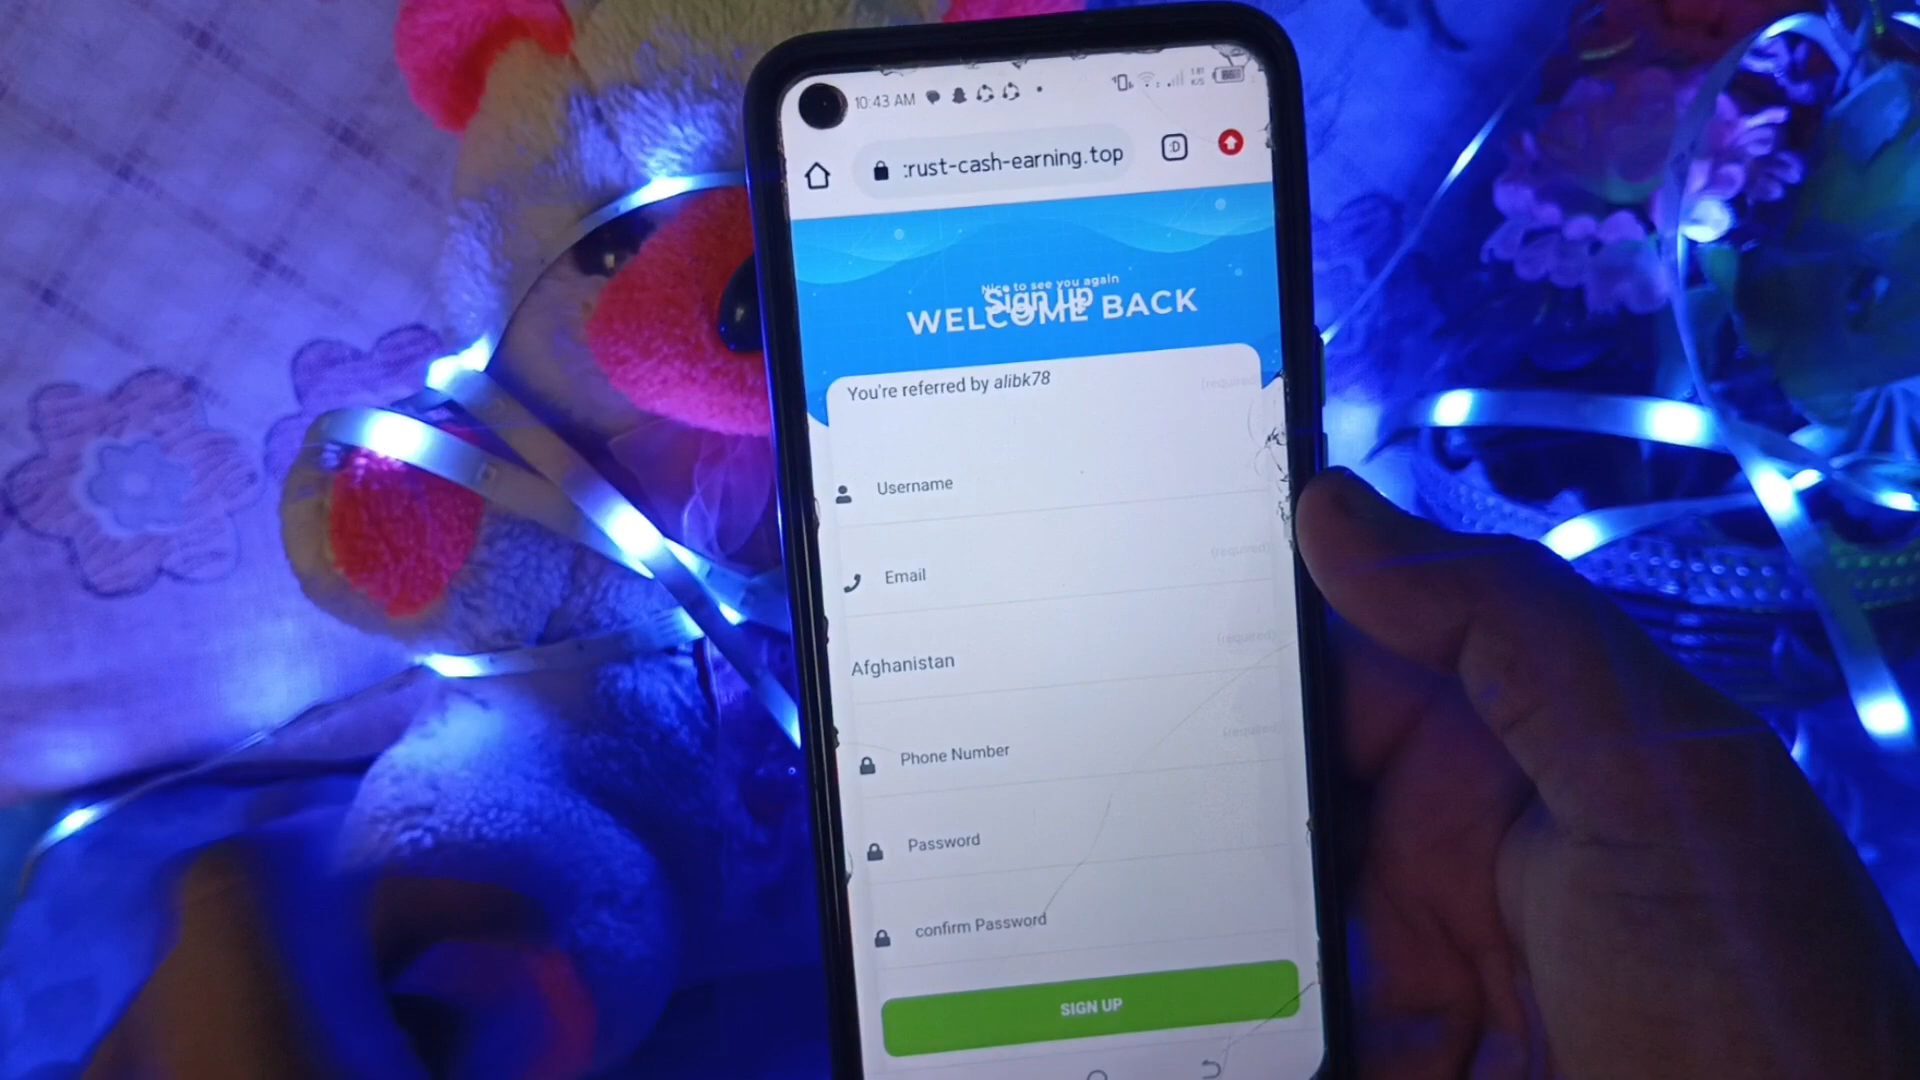 10:43 AM
:D
:rust-cash-earning.top
Nice to see you again
Sign up
WELCOME BACK
You're referred by alibk78
(required)
Username
Email
(required)
Afghanistan
(required)
Phone Number
(required)
Password
confirm Password
SIGN UP